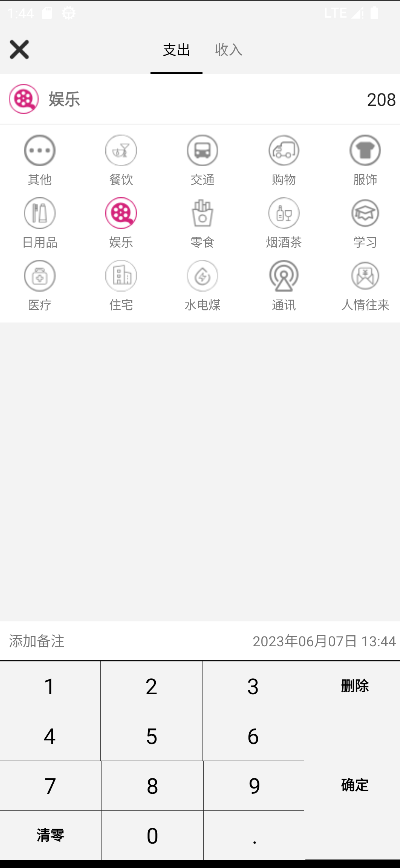 1:44 LTE
支出 收入
娱乐 208
其他 餐饮 交通 购物 服饰
日用品 娱乐 零食 烟酒茶 学习
医疗 住宅 水电煤 通讯 人情往来
添加备注 2023年06月07日 13:44
1 2 3 删除
4 5 6
7 8 9 确定
清零 0 .